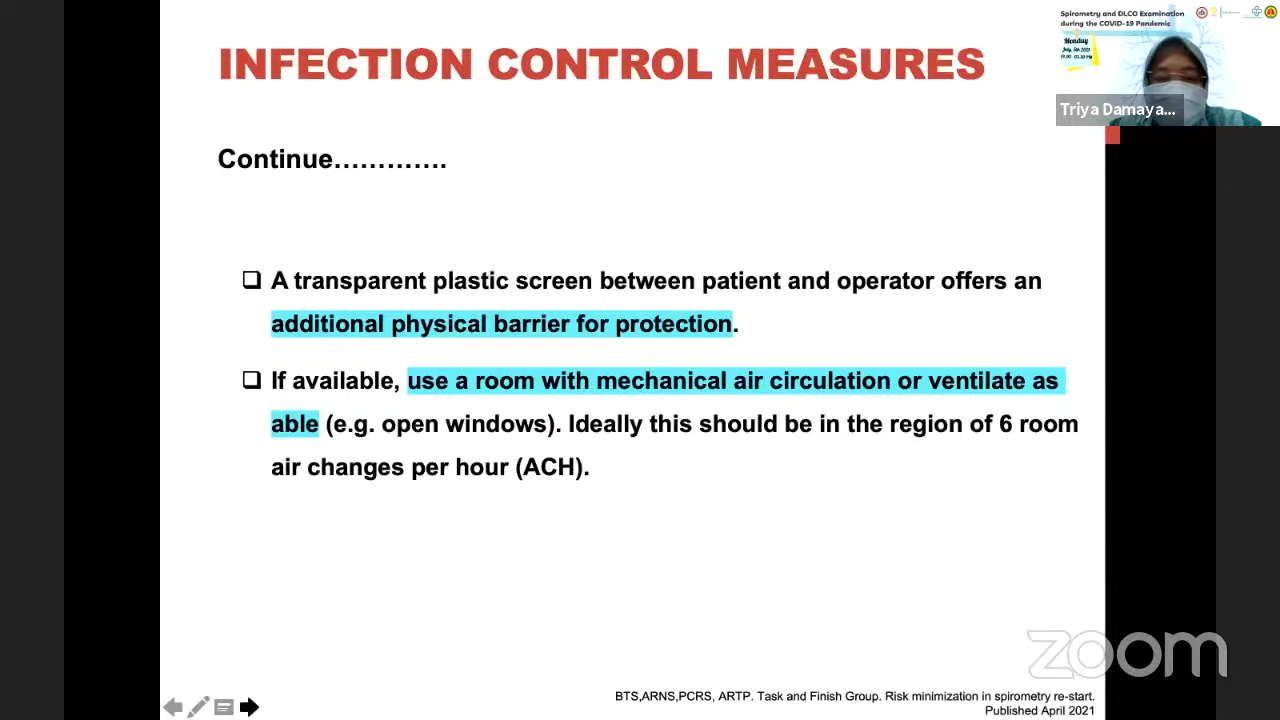 Spirometry and DLCO Examination
during the COVID-19 Pandemic
Monday
July, 5th 2021
INFECTION CONTROL MEASURES
Triya Damaya...
Continue………….
❑ A transparent plastic screen between patient and operator offers an
additional physical barrier for protection.
❑ If available, use a room with mechanical air circulation or ventilate as
able (e.g. open windows). Ideally this should be in the region of 6 room
air changes per hour (ACH).
zoom
BTS,ARNS,PCRS, ARTP. Task and Finish Group. Risk minimization in spirometry re-start.
Published April 2021